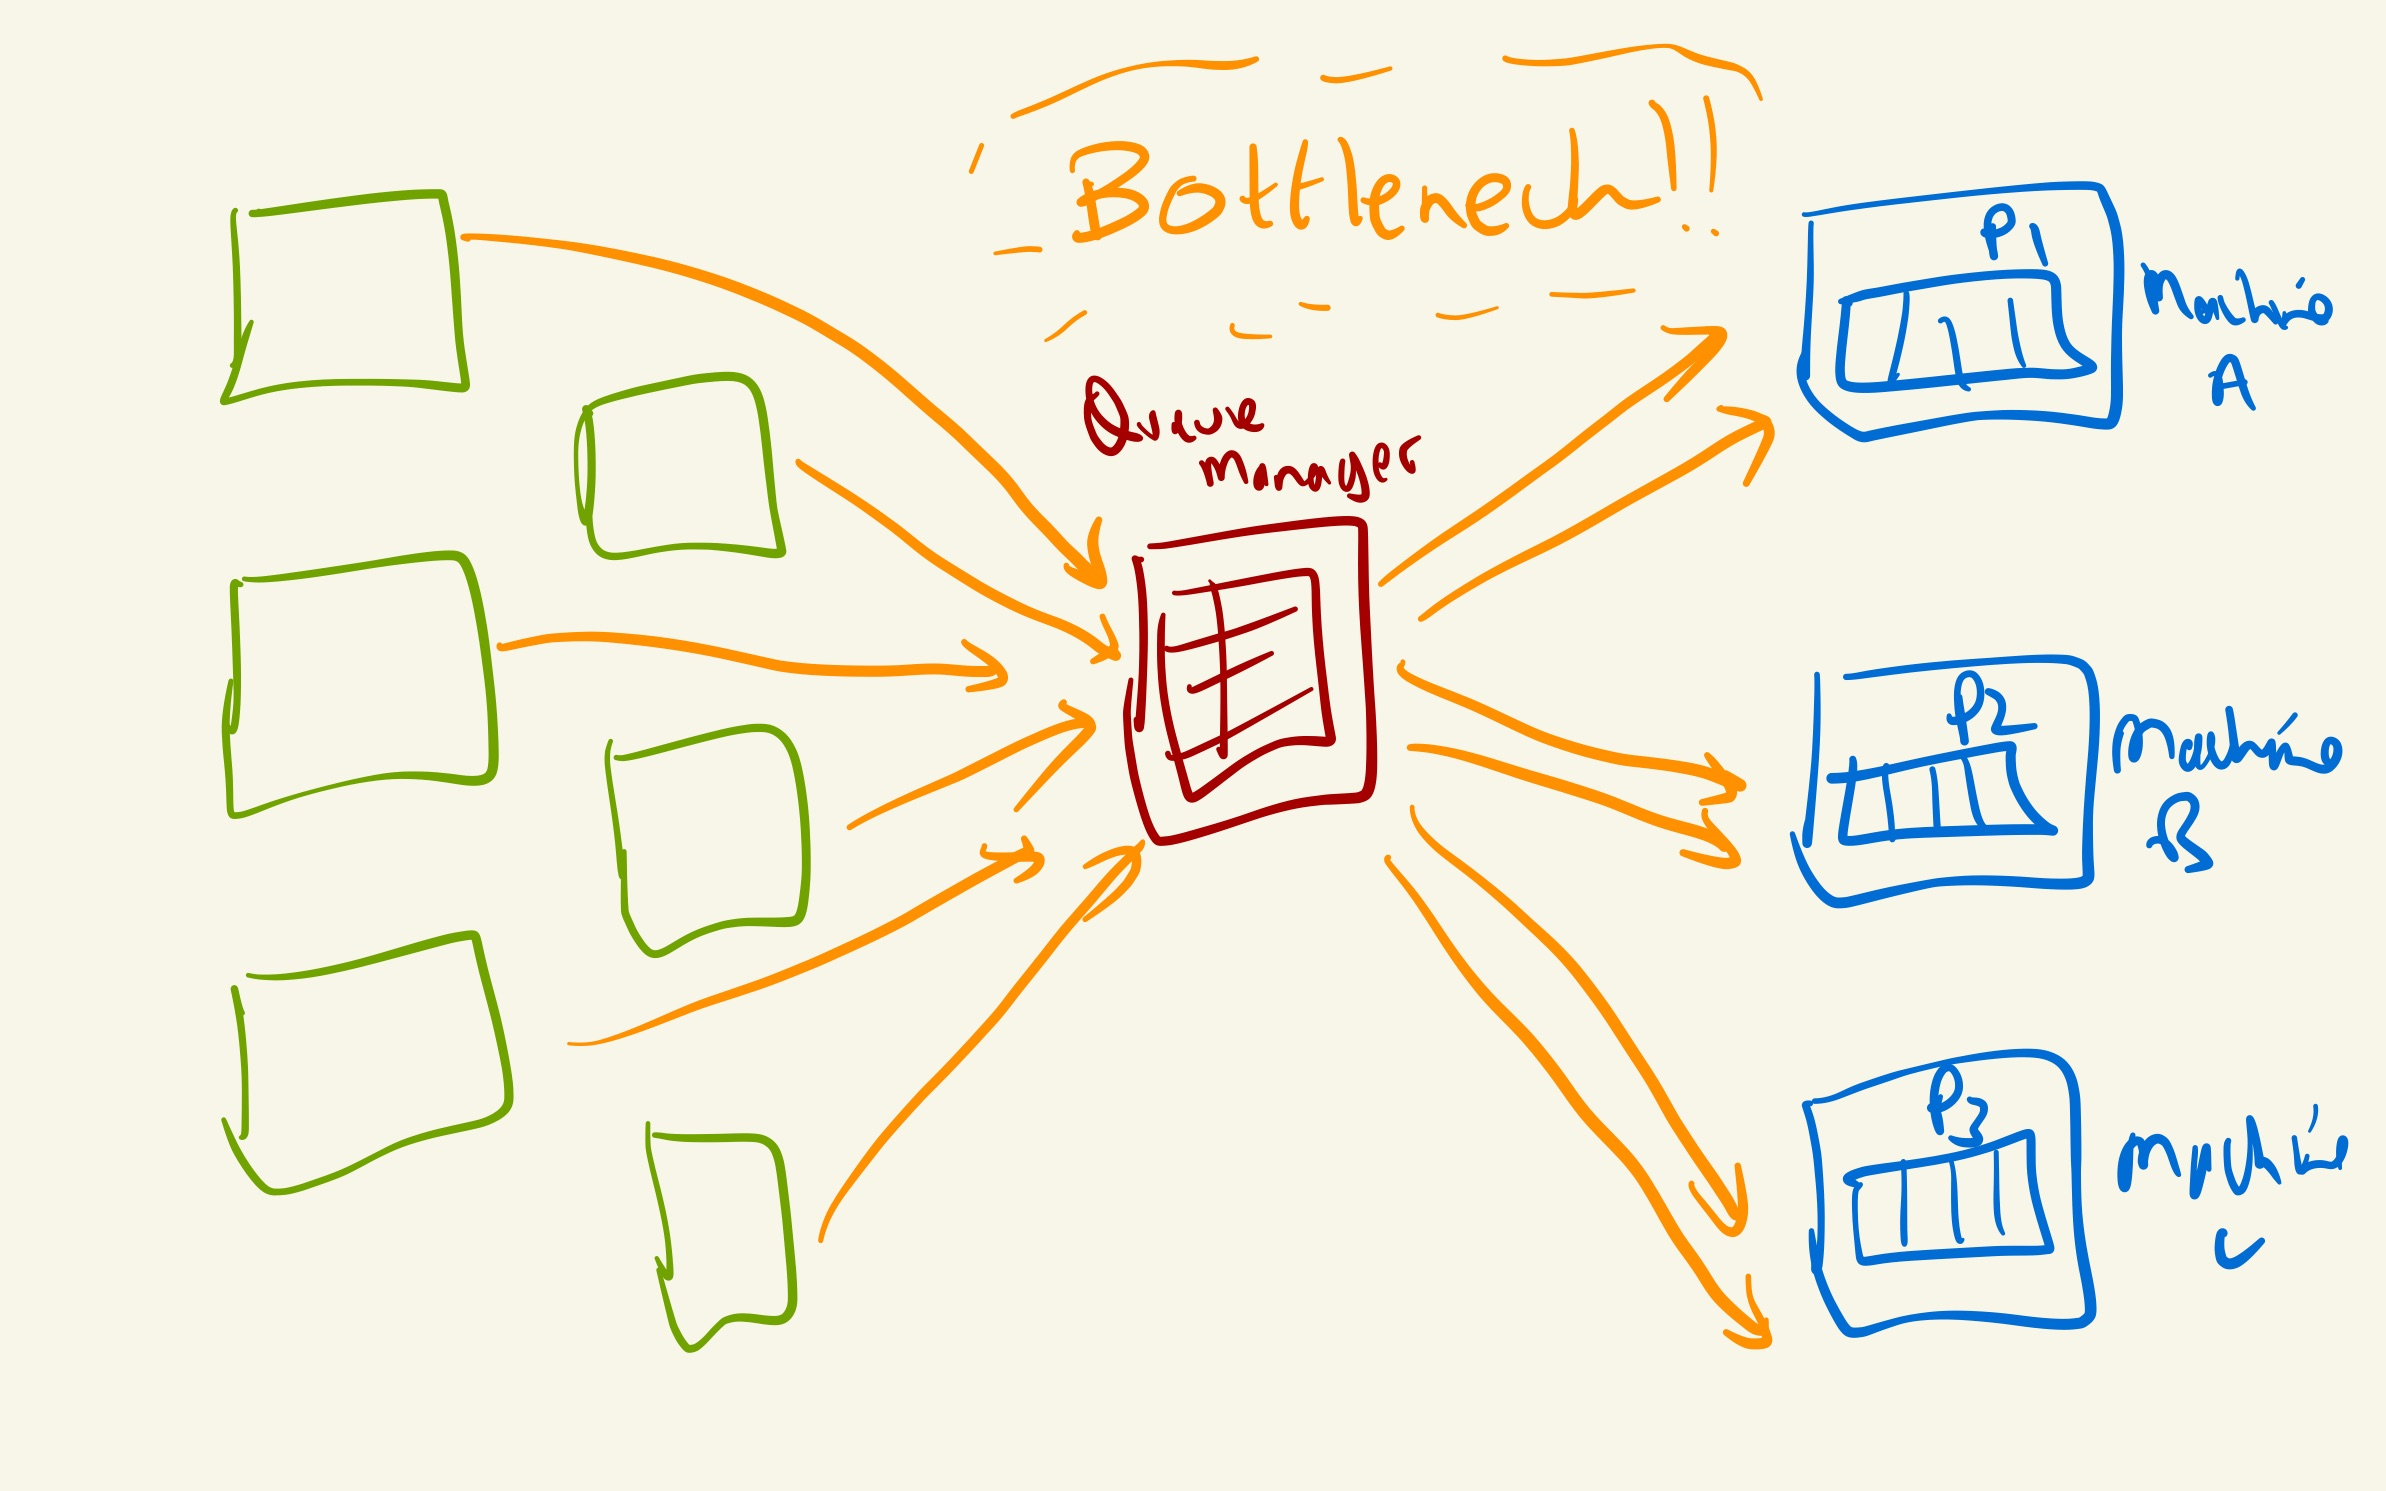 Bottleneck!!
Queue
Manager
P1
Machine
A
P2
Machine
B
P3
Machine
C